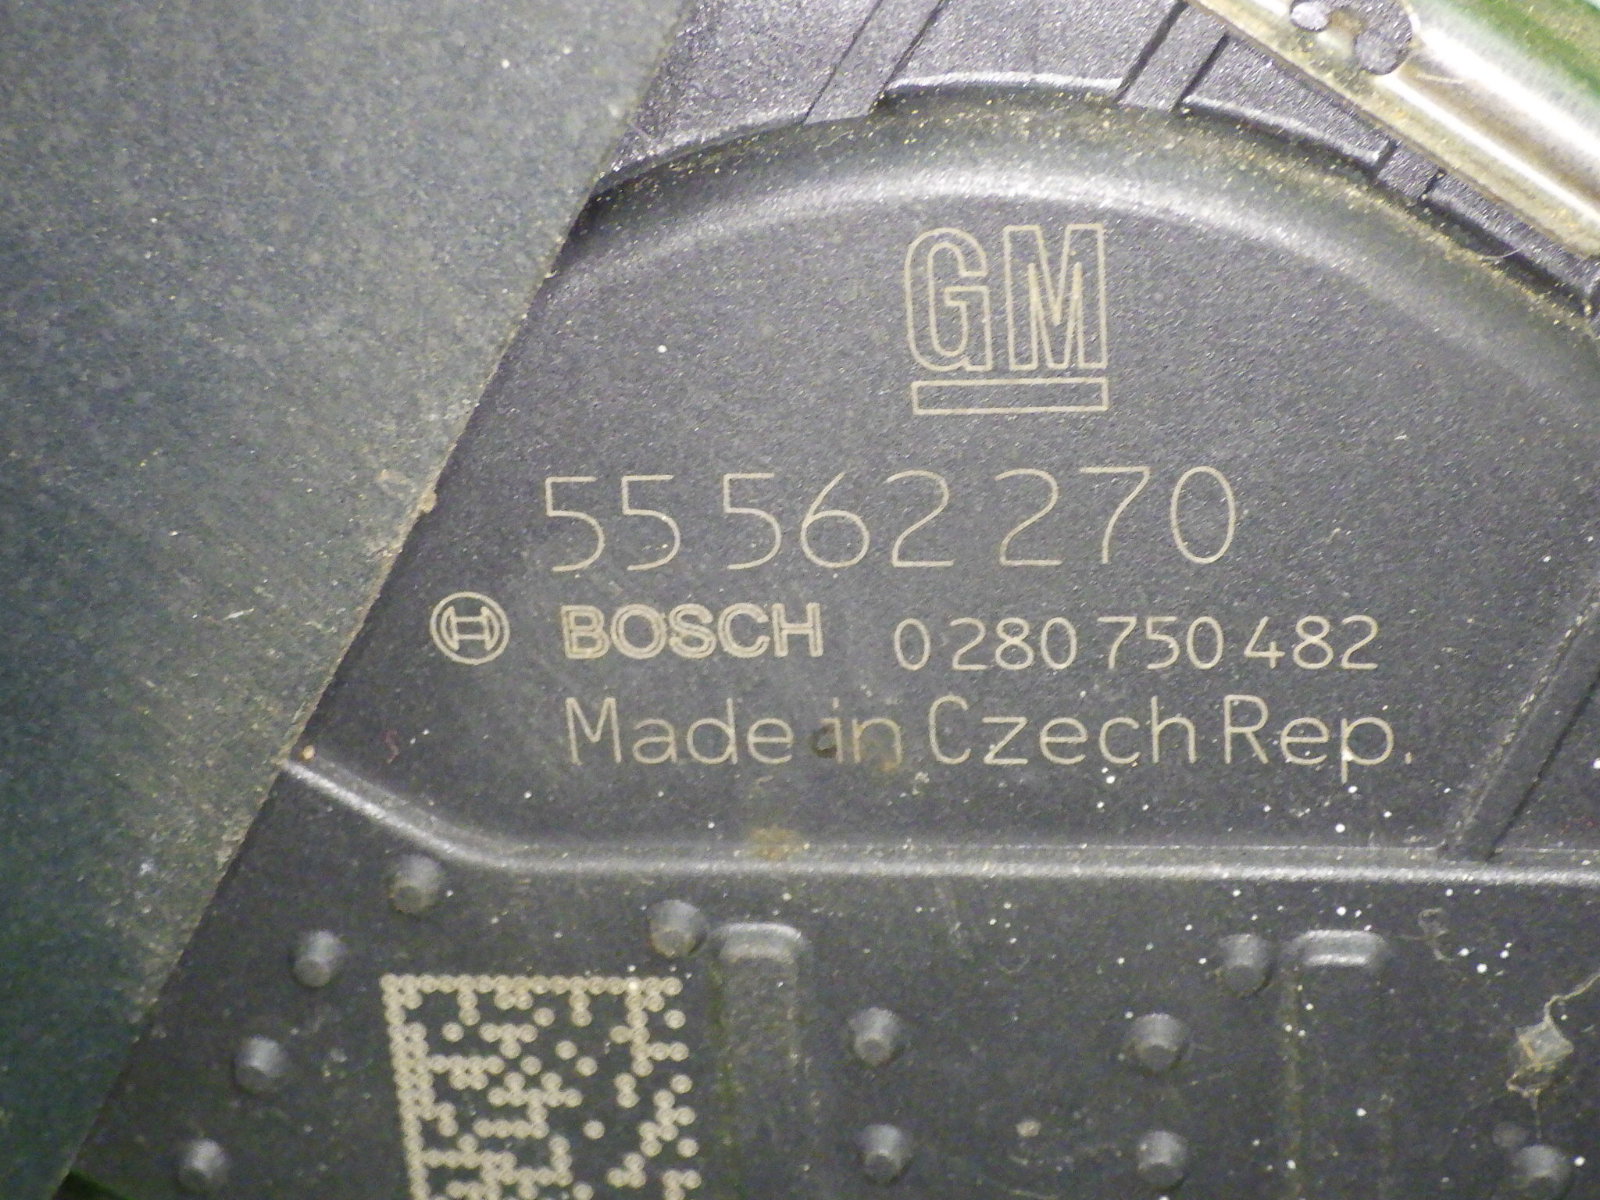 GM
55 562 270
BOSCH 0 280 750 482
Made in Czech Rep.